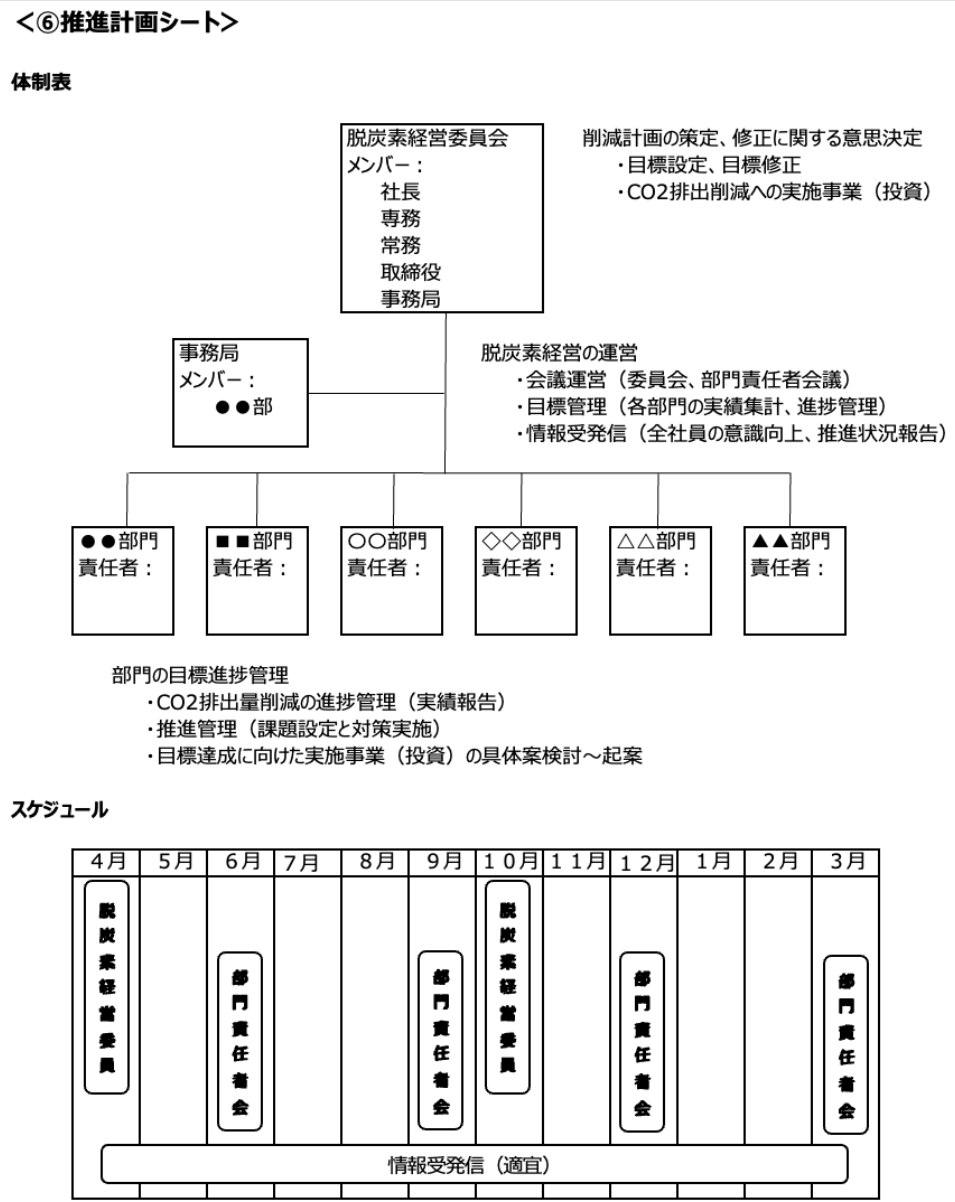 ＜⑥推進計画シート＞
体制表
脱炭素経営委員会
メンバー：
社長
専務
常務
取締役
事務局
削減計画の策定、修正に関する意思決定
・目標設定、目標修正
・CO2排出削減への実施事業（投資）
事務局
メンバー：
●●部
脱炭素経営の運営
・会議運営（委員会、部門責任者会議）
・目標管理（各部門の実績集計、進捗管理）
・情報受発信（全社員の意識向上、推進状況報告）
●●部門
責任者：
■■部門
責任者：
〇〇部門
責任者：
◇◇部門
責任者：
△△部門
責任者：
▲▲部門
責任者：
部門の目標進捗管理
・CO2排出量削減の進捗管理（実績報告）
・推進管理（課題設定と対策実施）
・目標達成に向けた実施事業（投資）の具体案検討～起案
スケジュール
４月 ５月 ６月 ７月 ８月 ９月 １０月 １１月 １２月 １月 ２月 ３月
脱炭素経営委員
部門責任者会
部門責任者会
脱炭素経営委員
部門責任者会
部門責任者会
情報受発信（適宜）